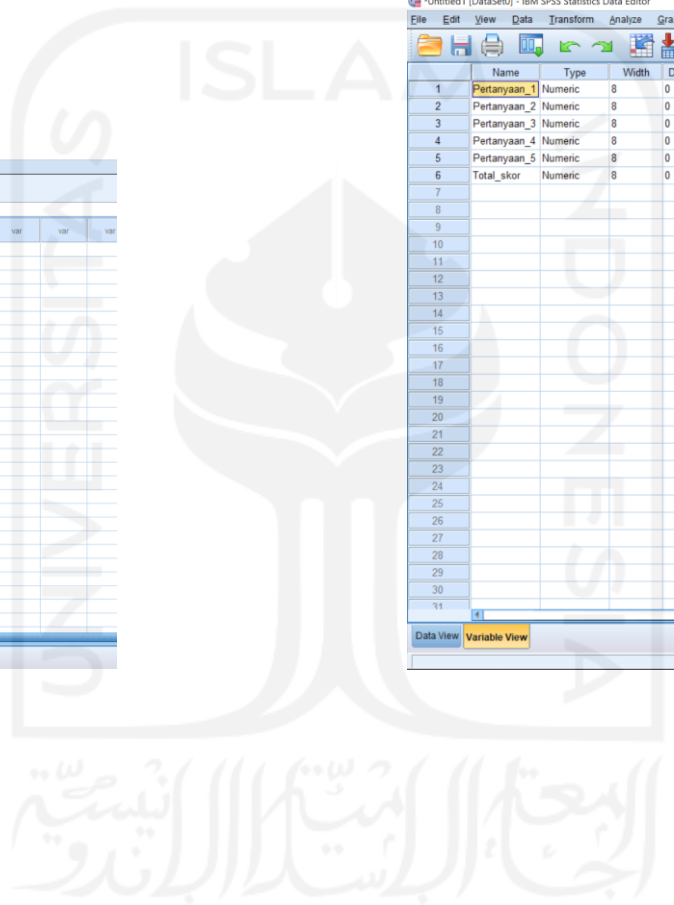 *Untitled1 [DataSet0] - IBM SPSS Statistics Data Editor
File Edit View Data Transform Analyze Gra
Name Type Width D
1 Pertanyaan_1 Numeric 8 0
2 Pertanyaan_2 Numeric 8 0
3 Pertanyaan_3 Numeric 8 0
4 Pertanyaan_4 Numeric 8 0
5 Pertanyaan_5 Numeric 8 0
6 Total_skor Numeric 8 0
7
8
9
10
11
12
13
14
15
16
17
18
19
20
21
22
23
24
25
26
27
28
29
30
31
Data View Variable View
var var var
ISLAM
UNIVERSITAS
INDONESIA